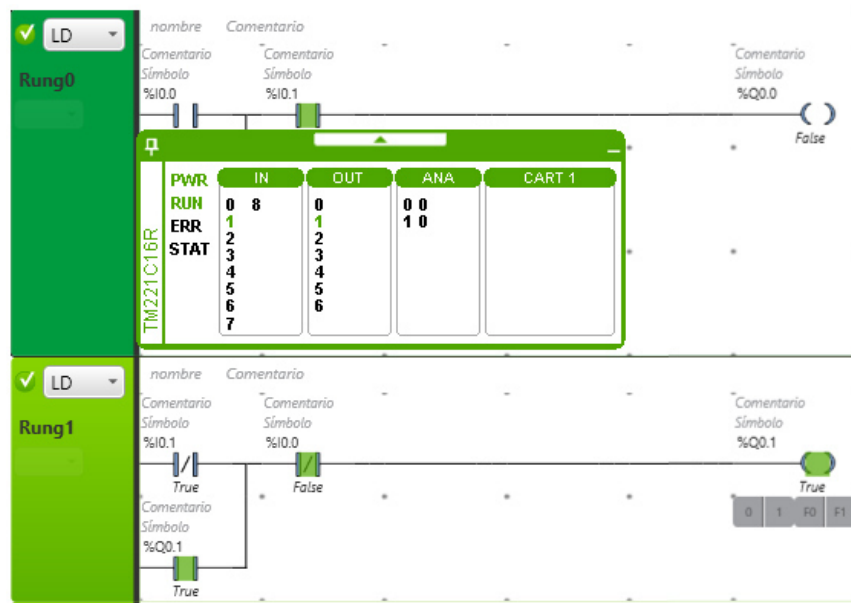 LD
nombre Comentario
Rung0
Comentario Comentario Comentario
Símbolo Símbolo Símbolo
%I0.0 %I0.1 %Q0.0
False
TM221C16R
PWR IN OUT ANA CART 1
RUN 0 8 0 0 0
ERR 1 1 1 0
STAT 2 2
3 3
4 4
5 5
6 6
7
LD
nombre Comentario
Rung1
Comentario Comentario Comentario
Símbolo Símbolo Símbolo
%I0.1 %I0.0 %Q0.1
True False True
0 1 F0 F1
Comentario
Símbolo
%Q0.1
True